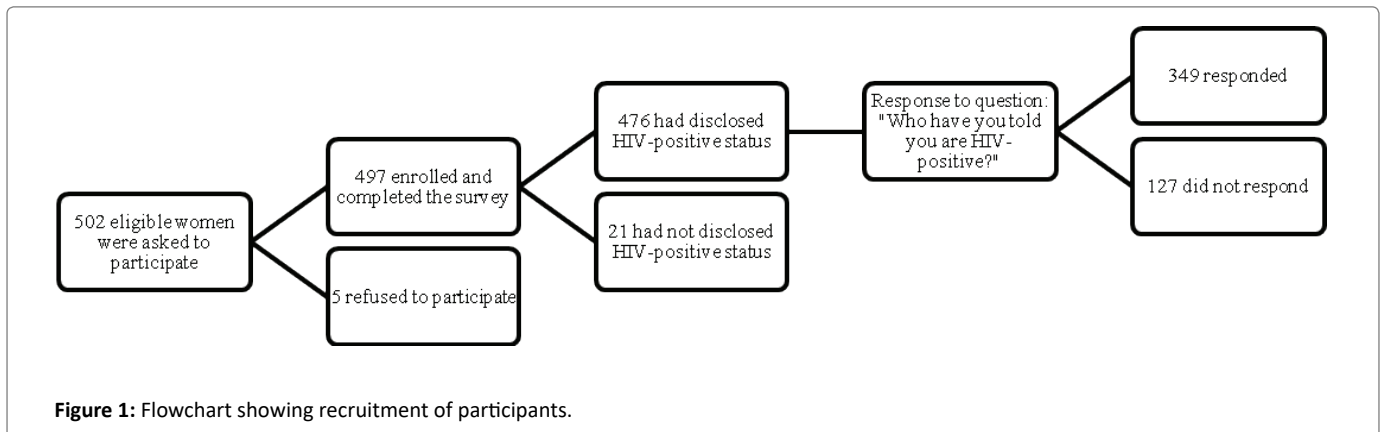 502 eligible women
were asked to
participate
497 enrolled and
completed the survey
5 refused to participate
476 had disclosed
HIV-positive status
21 had not disclosed
HIV-positive status
Response to question:
"Who have you told
you are HIV-
positive?"
349 responded
127 did not respond
Figure 1: Flowchart showing recruitment of participants.